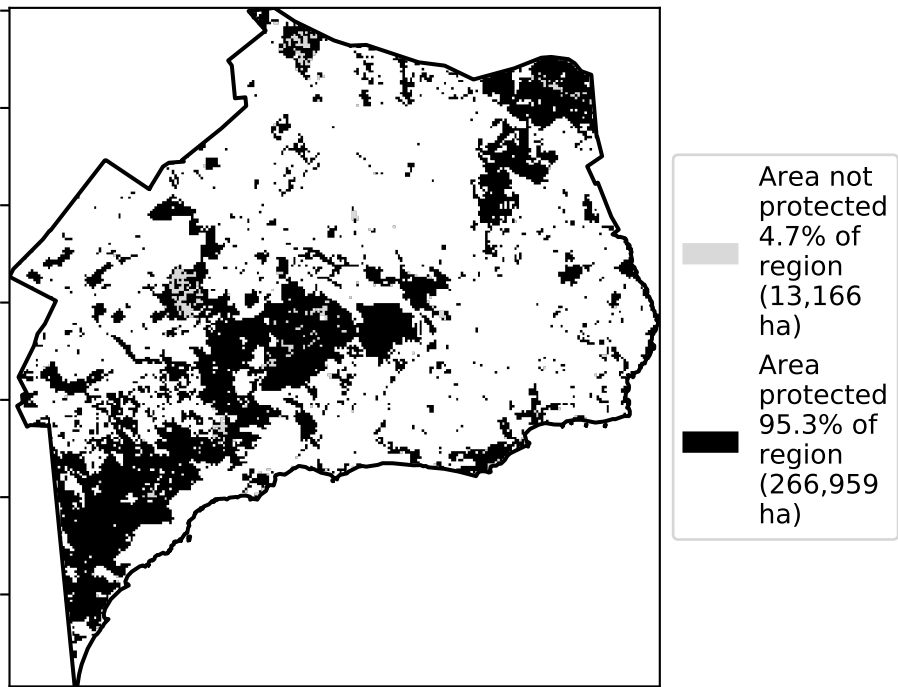 Area not
protected
4.7% of
region
(13,166
ha)
Area
protected
95.3% of
region
(266,959
ha)